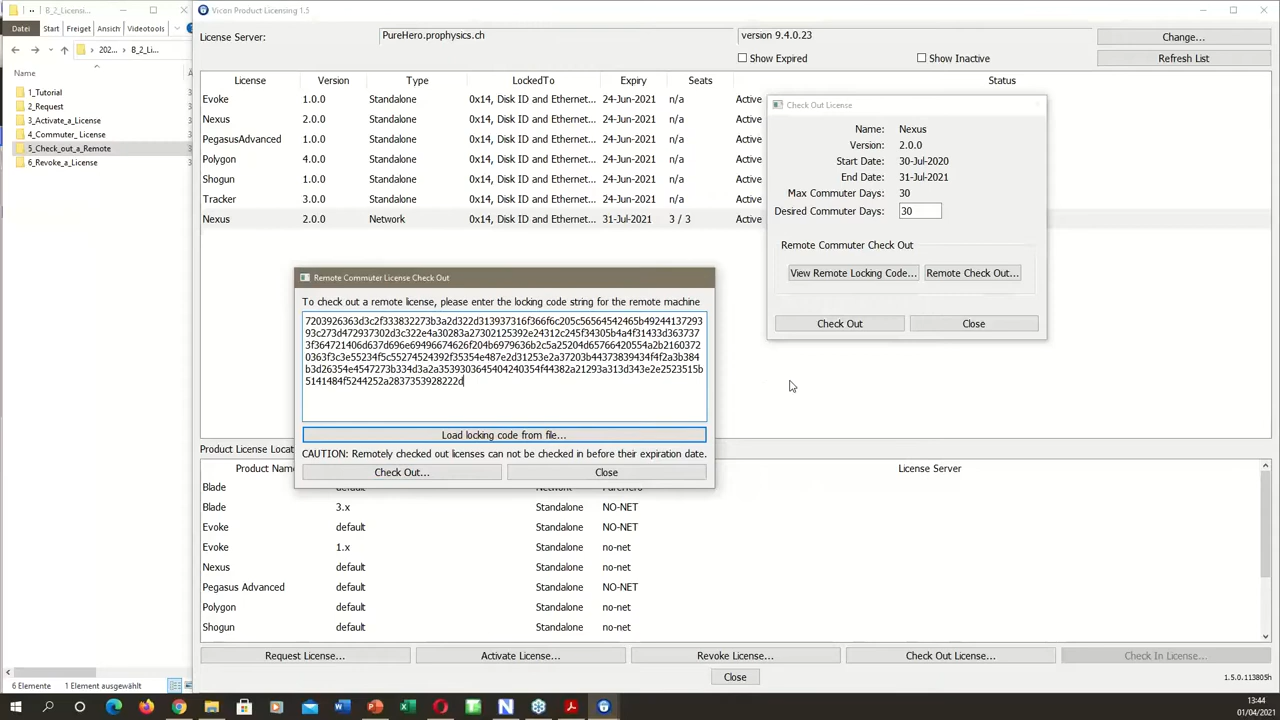 B_2_Licensi...
Datei Start Freiget Ansich Videotools
202... B_2_Li...
Name
1_Tutorial
2_Request
3_Activate_a_License
4_Commuter_ License
5_Check_out_a_Remote
6_Revoke_a_License
6 Elemente 1 Element ausgewählt
Vicon Product Licensing 1.5
License Server: PureHero.prophysics.ch version 9.4.0.23 Change...
Show Expired Show Inactive Refresh List
License Version Type LockedTo Expiry Seats Status
Evoke 1.0.0 Standalone 0x14, Disk ID and Ethernet... 24-Jun-2021 n/a Active
Nexus 2.0.0 Standalone 0x14, Disk ID and Ethernet... 24-Jun-2021 n/a Active
PegasusAdvanced 1.0.0 Standalone 0x14, Disk ID and Ethernet... 24-Jun-2021 n/a Active
Polygon 4.0.0 Standalone 0x14, Disk ID and Ethernet... 24-Jun-2021 n/a Active
Shogun 1.0.0 Standalone 0x14, Disk ID and Ethernet... 24-Jun-2021 n/a Active
Tracker 3.0.0 Standalone 0x14, Disk ID and Ethernet... 24-Jun-2021 n/a Active
Nexus 2.0.0 Network 0x14, Disk ID and Ethernet... 31-Jul-2021 3 / 3 Active
Check Out License
Name: Nexus
Version: 2.0.0
Start Date: 30-Jul-2020
End Date: 31-Jul-2021
Max Commuter Days: 30
Desired Commuter Days: 30
Remote Commuter Check Out
View Remote Locking Code... Remote Check Out...
Check Out Close
Remote Commuter License Check Out
To check out a remote license, please enter the locking code string for the remote machine
7203926363d3c2f333832273b3a2d322d313937316f366f6c205c56564542465b492441372939
3c273d472937302d3c322e4a30283a27302125392e24312c245f34305b4a4f31433d3637373f3
Load locking code from file...
CAUTION: Remotely checked out licenses can not be checked in before their expiration date.
Check Out... Close
Product License Locat
Product Nam License Server
Blade default Network PureHero
Blade 3.x Standalone NO-NET
Evoke default Standalone NO-NET
Evoke 1.x Standalone no-net
Nexus default Standalone no-net
Pegasus Advanced default Standalone NO-NET
Polygon default Standalone no-net
Shogun default Standalone no-net
Request License... Activate License... Revoke License... Check Out License... Check In License...
Close
1.5.0.113805h
13:44
01/04/2021